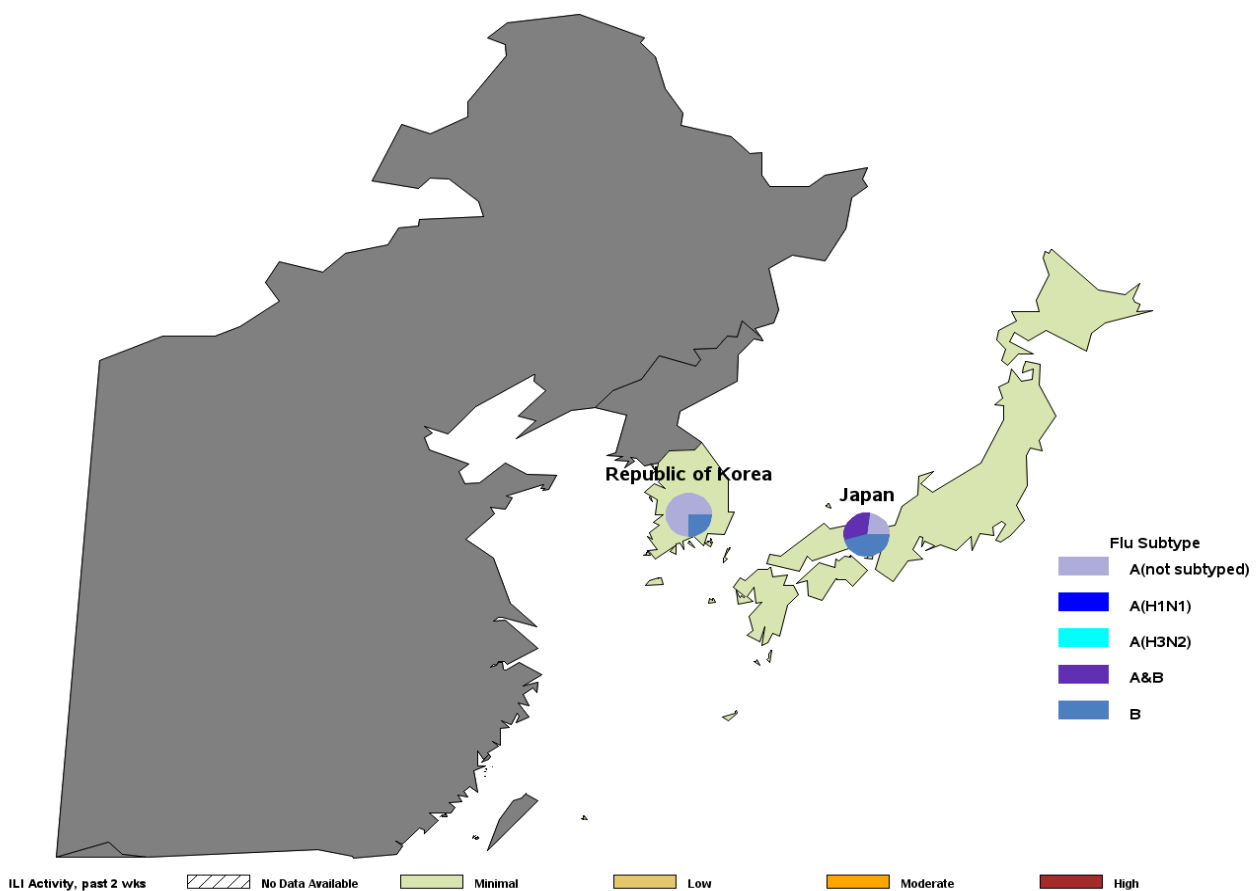 Republic of Korea
Japan
Flu Subtype
A(not subtyped)
A(H1N1)
A(H3N2)
A&B
B
ILI Activity, past 2 wks No Data Available Minimal Low Moderate High